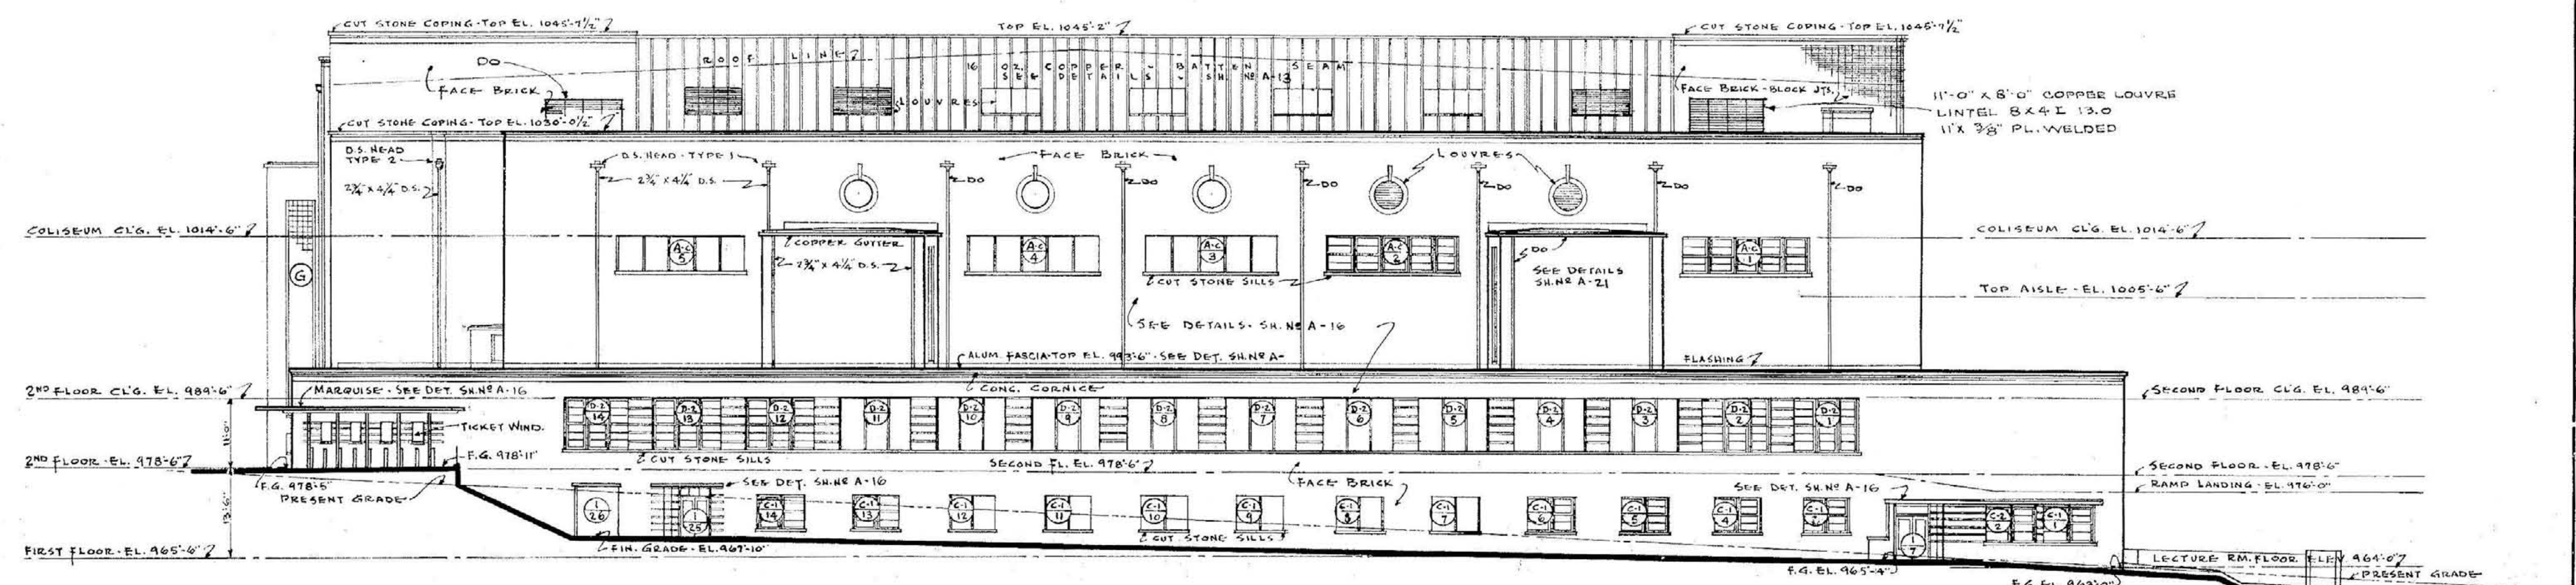 CUT STONE COPING-TOP EL. 1045'-7½"
TOP EL. 1045'-2"
CUT STONE COPING-TOP EL. 1045'-7½"
DO
FACE BRICK
ROOF LINE
16 OZ. COPPER - BATTEN SEAM
SEE DETAILS - SH. Nº A-13
LOUVRES
FACE BRICK-BLOCK JTS.
11'-0" X 8'-0" COPPER LOUVRE
LINTEL 8X4 I 13.0
11"X 3/8" PL. WELDED
CUT STONE COPING-TOP EL. 1030'-0½"
D.S. HEAD
TYPE 2
2¾" X 4¼" D.S.
D.S. HEAD-TYPE 1
2¾" X 4¼" D.S.
FACE BRICK
LOUVRES
DO
DO
DO
DO
DO
DO
COLISEUM CL'G. EL. 1014'-6"
COLISEUM CL'G. EL. 1014'-6"
G
A-C
5
COPPER GUTTER
2¾" X 4¼" D.S.
A-C
4
A-C
3
A-C
2
DO
A-C
1
CUT STONE SILLS
SEE DETAILS
SH. Nº A-21
TOP AISLE-EL. 1005'-6"
SEE DETAILS-SH. Nº A-16
ALUM. FASCIA-TOP EL. 993'-6"-SEE DET. SH. Nº A-
FLASHING
2ND FLOOR CL'G. EL. 989'-6"
MARQUISE-SEE DET. SH. Nº A-16
CONC. CORNICE
SECOND FLOOR CL'G. EL. 989'-6"
11'-0"
TICKET WIND.
D-2
14
D-2
13
D-2
12
D-2
11
D-2
10
D-2
9
D-2
8
D-2
7
D-2
6
D-2
5
D-2
4
D-2
3
D-2
2
D-2
1
2ND FLOOR-EL. 978'-6"
F.G. 978'-11"
CUT STONE SILLS
SECOND FL. EL. 978'-6"
FACE BRICK
SECOND FLOOR-EL. 978'-6"
RAMP LANDING-EL. 976'-0"
F.G. 978'-5"
PRESENT GRADE
SEE DET. SH. Nº A-16
SEE DET. SH. Nº A-16
13'-6"
1
26
1
25
C-1
14
C-1
13
C-1
12
C-1
11
C-1
10
C-1
9
C-1
8
C-1
7
C-1
6
C-1
5
C-1
4
C-2
2
C-2
1
1
7
FIRST FLOOR-EL. 965'-6"
FIN. GRADE-EL. 967'-10"
CUT STONE SILLS
F.G. EL. 965'-4"
LECTURE RM. FLOOR ELEV 964'-0"
PRESENT GRADE